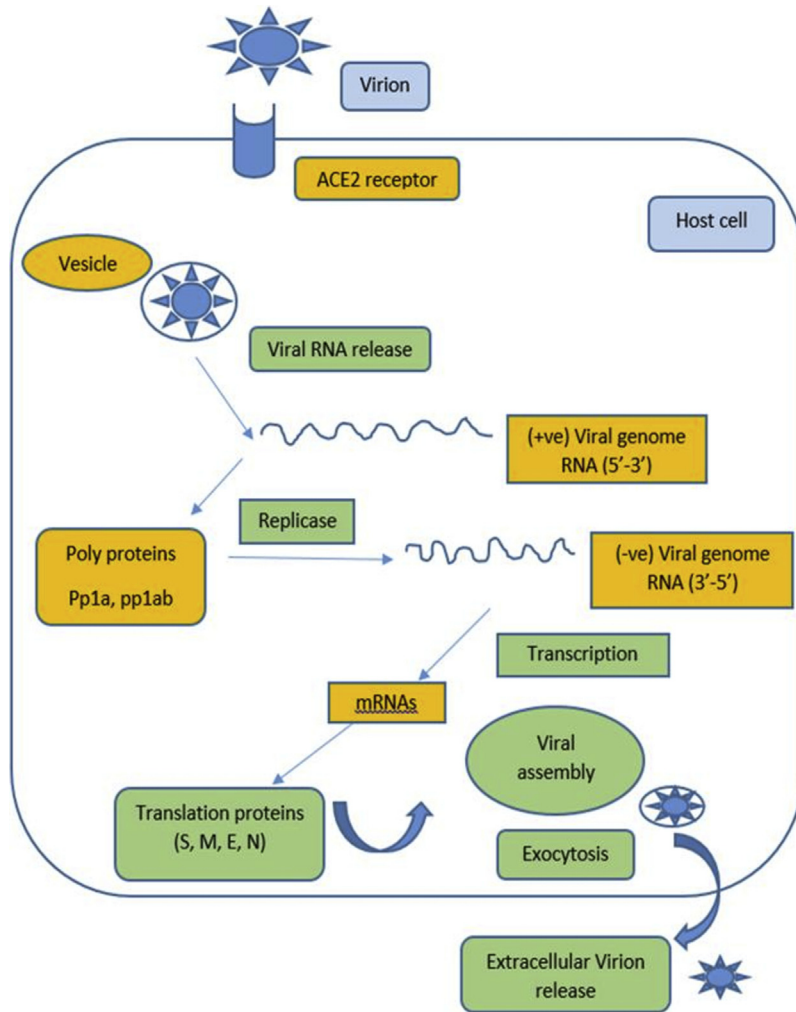 Virion
ACE2 receptor
Host cell
Vesicle
Viral RNA release
(+ve) Viral genome
RNA (5’-3’)
Replicase
Poly proteins
Pp1a, pp1ab
(-ve) Viral genome
RNA (3’-5’)
Transcription
mRNAs
Viral
assembly
Translation proteins
(S, M, E, N)
Exocytosis
Extracellular Virion
release